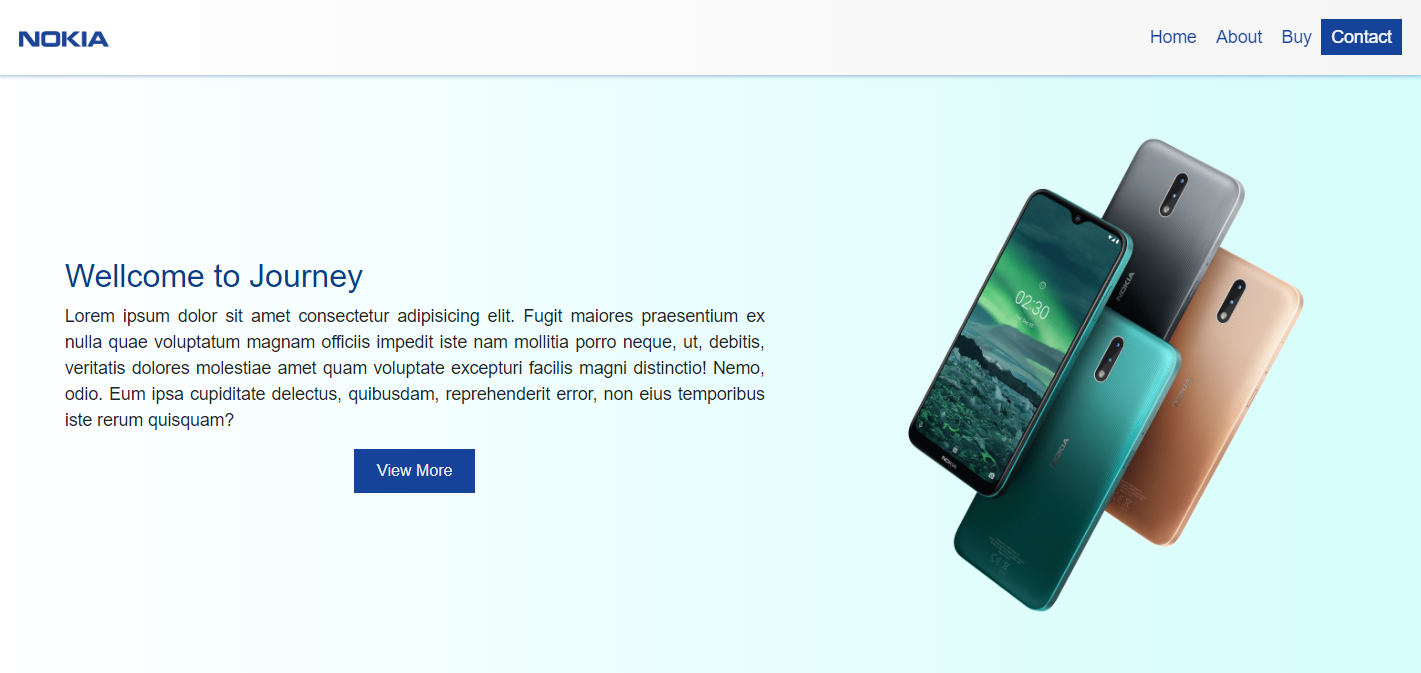 NOKIA
Home About Buy Contact
Wellcome to Journey
Lorem ipsum dolor sit amet consectetur adipisicing elit. Fugit maiores praesentium ex
nulla quae voluptatum magnam officiis impedit iste nam mollitia porro neque, ut, debitis,
veritatis dolores molestiae amet quam voluptate excepturi facilis magni distinctio! Nemo,
odio. Eum ipsa cupiditate delectus, quibusdam, reprehenderit error, non eius temporibus
iste rerum quisquam?
View More
02:30
NOKIA
NOKIA
NOKIA
NOKIA